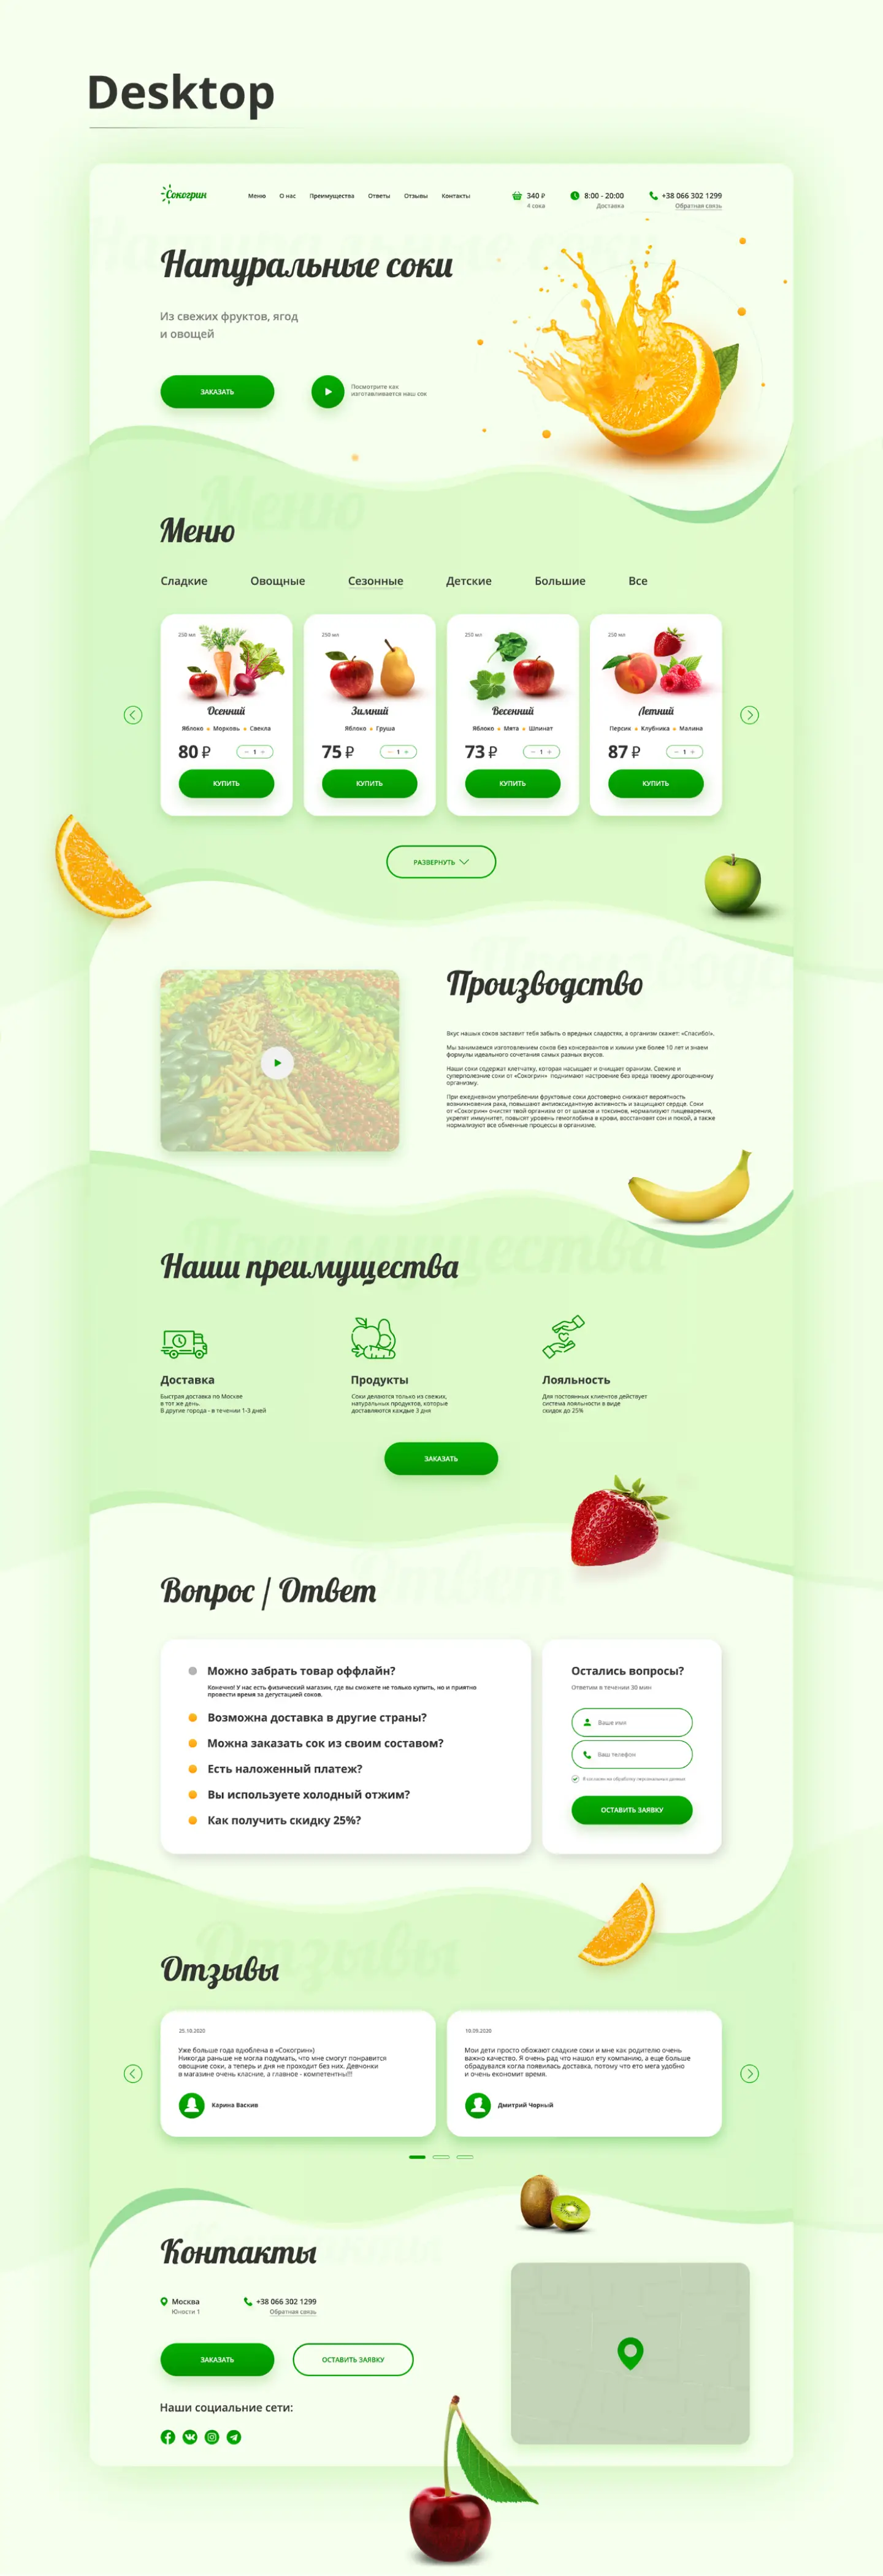 Desktop
Сокогрин
Меню О нас Преимущества Ответы Отзывы Контакты
340 ₽
4 сока
8:00 - 20:00
Доставка
+38 066 302 1299
Обратная связь
Натуральные соки
Из свежих фруктов, ягод
и овощей
ЗАКАЗАТЬ
Посмотрите как
изготавливается наш сок
Меню
Меню
Сладкие Овощные Сезонные Детские Большие Все
250 мл
Осенний
Яблоко Морковь Свекла
80 ₽
− 1 +
КУПИТЬ
250 мл
Зимний
Яблоко Груша
75 ₽
− 1 +
КУПИТЬ
250 мл
Весенний
Яблоко Мята Шпинат
73 ₽
− 1 +
КУПИТЬ
250 мл
Летний
Персик Клубника Малина
87 ₽
− 1 +
КУПИТЬ
РАЗВЕРНУТЬ
Производство
Вкус нашых соков заставит тебя забыть о вредных сладостях, а организм скажет: «Спасибо!».
Мы занимаемся изготовлением соков без консервантов и химии уже более 10 лет и знаем
формулы идеального сочетания самых разных вкусов.
Наши соки содержат клетчатку, которая насыщает и очищает оранизм. Свежие и
суперполезные соки от «Сокогрин» поднимают настроение без вреда твоему дрогоценному
организму.
При ежедневном употреблении фруктовые соки достоверно снижают вероятность
возникновения рака, повышают антиоксидантную активность и защищают сердце. Соки
от «Сокогрин» очистят твой организм от от шлаков и токсинов, нормализуют пищеварения,
укрепят иммунитет, повысят уровень гемоглобина в крови, восстановят сон и покой, а также
нормализуют все обменные процессы в организме.
Преимущества
Наши преимущества
Доставка
Быстрая доставка по Москве
в тот же день.
В другие города - в течении 1-3 дней
Продукты
Соки делаются только из свежих,
натуральных продуктов, которые
доставляются каждые 3 дня
Лояльность
Для постоянных клиентов действует
система лояльности в виде
скидок до 25%
ЗАКАЗАТЬ
Ответ
Вопрос / Ответ
Можно забрать товар оффлайн?
Конечно! У нас есть физический магазин, где вы сможете не только купить, но и приятно
провести время за дегустацией соков.
Возможна доставка в другие страны?
Можна заказать сок из своим составом?
Есть наложенный платеж?
Вы используете холодный отжим?
Как получить скидку 25%?
Остались вопросы?
Ответим в течении 30 мин
Ваше имя
Ваш телефон
Я согласен на обработку персональных данных
ОСТАВИТЬ ЗАЯВКУ
Отзывы
Отзывы
25.10.2020
Уже больше года вдюблена в «Сокогрин»)
Никогда раньше не могла подумать, что мне смогут понравится
овощние соки, а теперь и дня не проходит без них. Девчонки
в магазине очень класние, а главное - компетентны!!!
Карина Васкив
10.09.2020
Мои дети просто обожают сладкие соки и мне как родителю очень
важно качество. Я очень рад что нашол ету компанию, а еще больше
обрадувался когла появилась доставка, потому что ето мега удобно
и очень економит время.
Дмитрий Чорный
Контакты
Москва
Юности 1
+38 066 302 1299
Обратная связь
ЗАКАЗАТЬ
ОСТАВИТЬ ЗАЯВКУ
Наши социальние сети: